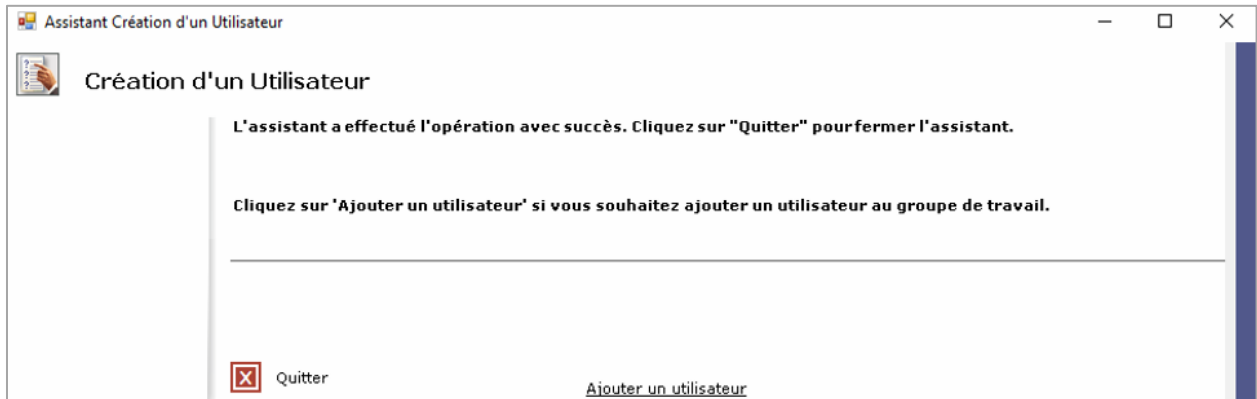 Assistant Création d'un Utilisateur
Création d'un Utilisateur
L'assistant a effectué l'opération avec succès. Cliquez sur "Quitter" pour fermer l'assistant.
Cliquez sur 'Ajouter un utilisateur' si vous souhaitez ajouter un utilisateur au groupe de travail.
Quitter
Ajouter un utilisateur